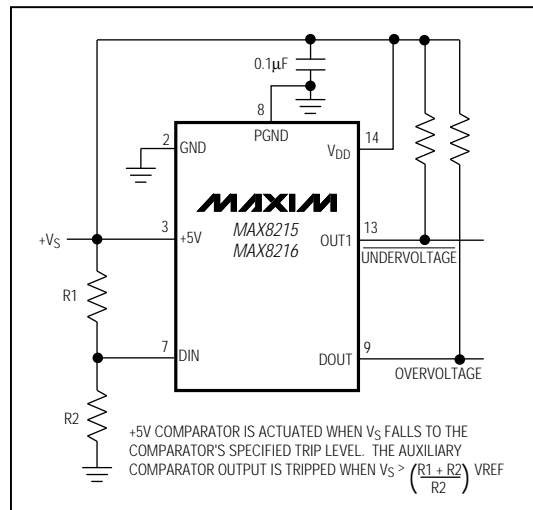 0.1µF
8
PGND
2
GND
14
VDD
MAXIM
MAX8215
MAX8216
+VS
3
+5V
OUT1
13
UNDERVOLTAGE
R1
7
DIN
DOUT
9
OVERVOLTAGE
R2
+5V COMPARATOR IS ACTUATED WHEN VS FALLS TO THE
COMPARATOR'S SPECIFIED TRIP LEVEL. THE AUXILIARY
COMPARATOR OUTPUT IS TRIPPED WHEN VS > (R1 + R2 / R2) VREF